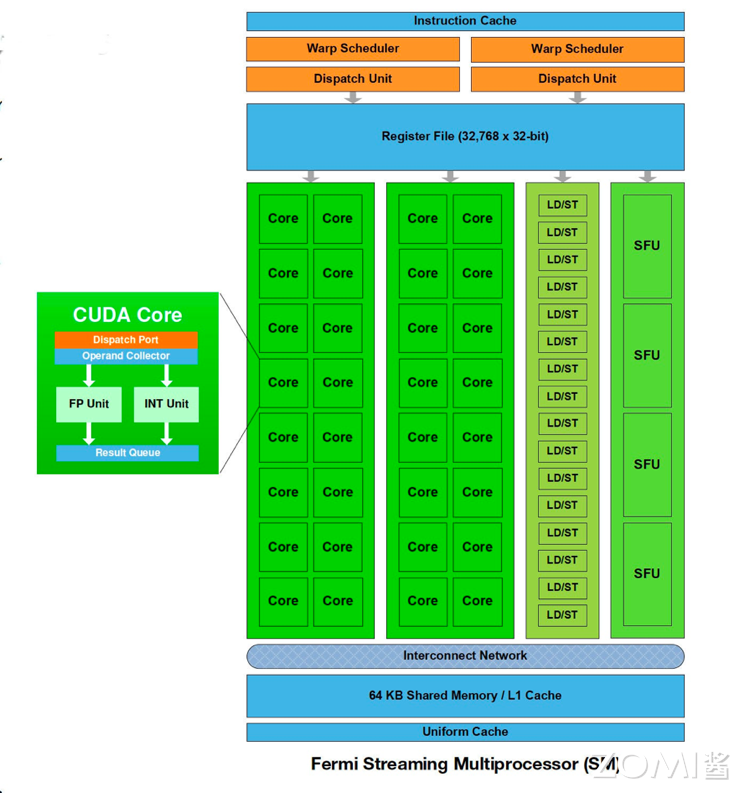 Instruction Cache
Warp Scheduler Warp Scheduler
Dispatch Unit Dispatch Unit
Register File (32,768 x 32-bit)
Core Core Core Core LD/ST
LD/ST
SFU
Core Core Core Core LD/ST
LD/ST
Core Core Core Core LD/ST
LD/ST
SFU
Core Core Core Core LD/ST
LD/ST
Core Core Core Core LD/ST
LD/ST
SFU
Core Core Core Core LD/ST
LD/ST
Core Core Core Core LD/ST
LD/ST
SFU
Core Core Core Core LD/ST
LD/ST
CUDA Core
Dispatch Port
Operand Collector
FP Unit INT Unit
Result Queue
Interconnect Network
64 KB Shared Memory / L1 Cache
Uniform Cache
Fermi Streaming Multiprocessor (SM)
ZOMI酱